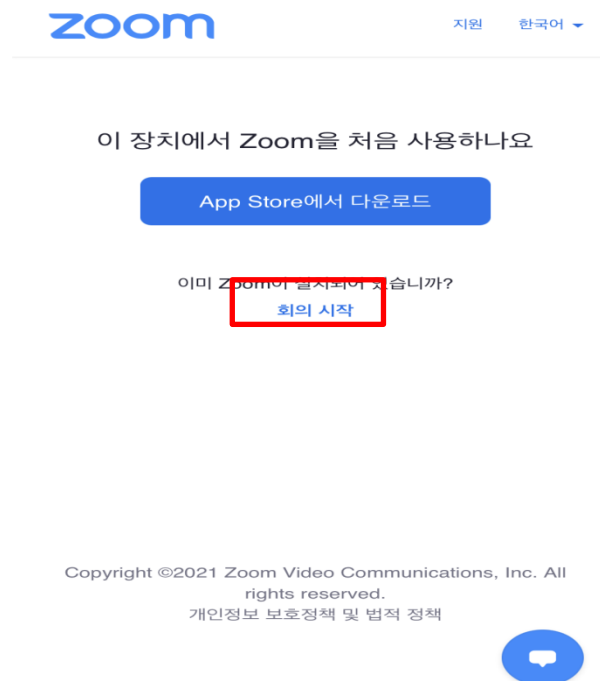 zoom
지원 한국어
이 장치에서 Zoom을 처음 사용하나요
App Store에서 다운로드
이미 Zoom이 설치되어 있습니까?
회의 시작
Copyright ©2021 Zoom Video Communications, Inc. All
rights reserved.
개인정보 보호정책 및 법적 정책